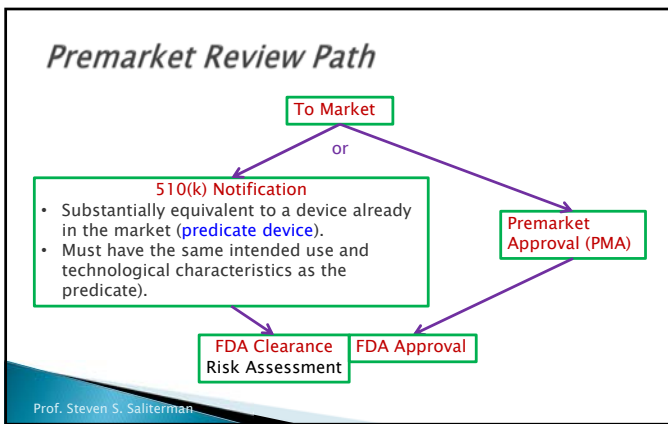 Premarket Review Path
To Market
or
510(k) Notification
• Substantially equivalent to a device already
in the market (predicate device).
• Must have the same intended use and
technological characteristics as the
predicate).
Premarket
Approval (PMA)
FDA Clearance
Risk Assessment
FDA Approval
Prof. Steven S. Saliterman